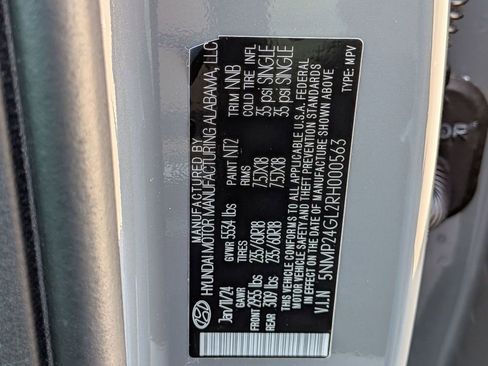 MANUFACTURED BY
HYUNDAI MOTOR MANUFACTURING ALABAMA, LLC
Jan/11/24 GVWR 5534 lbs PAINT NT2 TRIM NNB
GAWR TIRES RIMS COLD TIRE INFL
FRONT 2955 lbs 235/60R18 7.5JX18 35 psi SINGLE
REAR 3019 lbs 235/60R18 7.5JX18 35 psi SINGLE
THIS VEHICLE CONFORMS TO ALL APPLICABLE U.S.A. FEDERAL
MOTOR VEHICLE SAFETY AND THEFT PREVENTION STANDARDS
IN EFFECT ON THE DATE OF MANUFACTURE SHOWN ABOVE
V.I.N 5NMP24GL2RH000563 TYPE: MPV